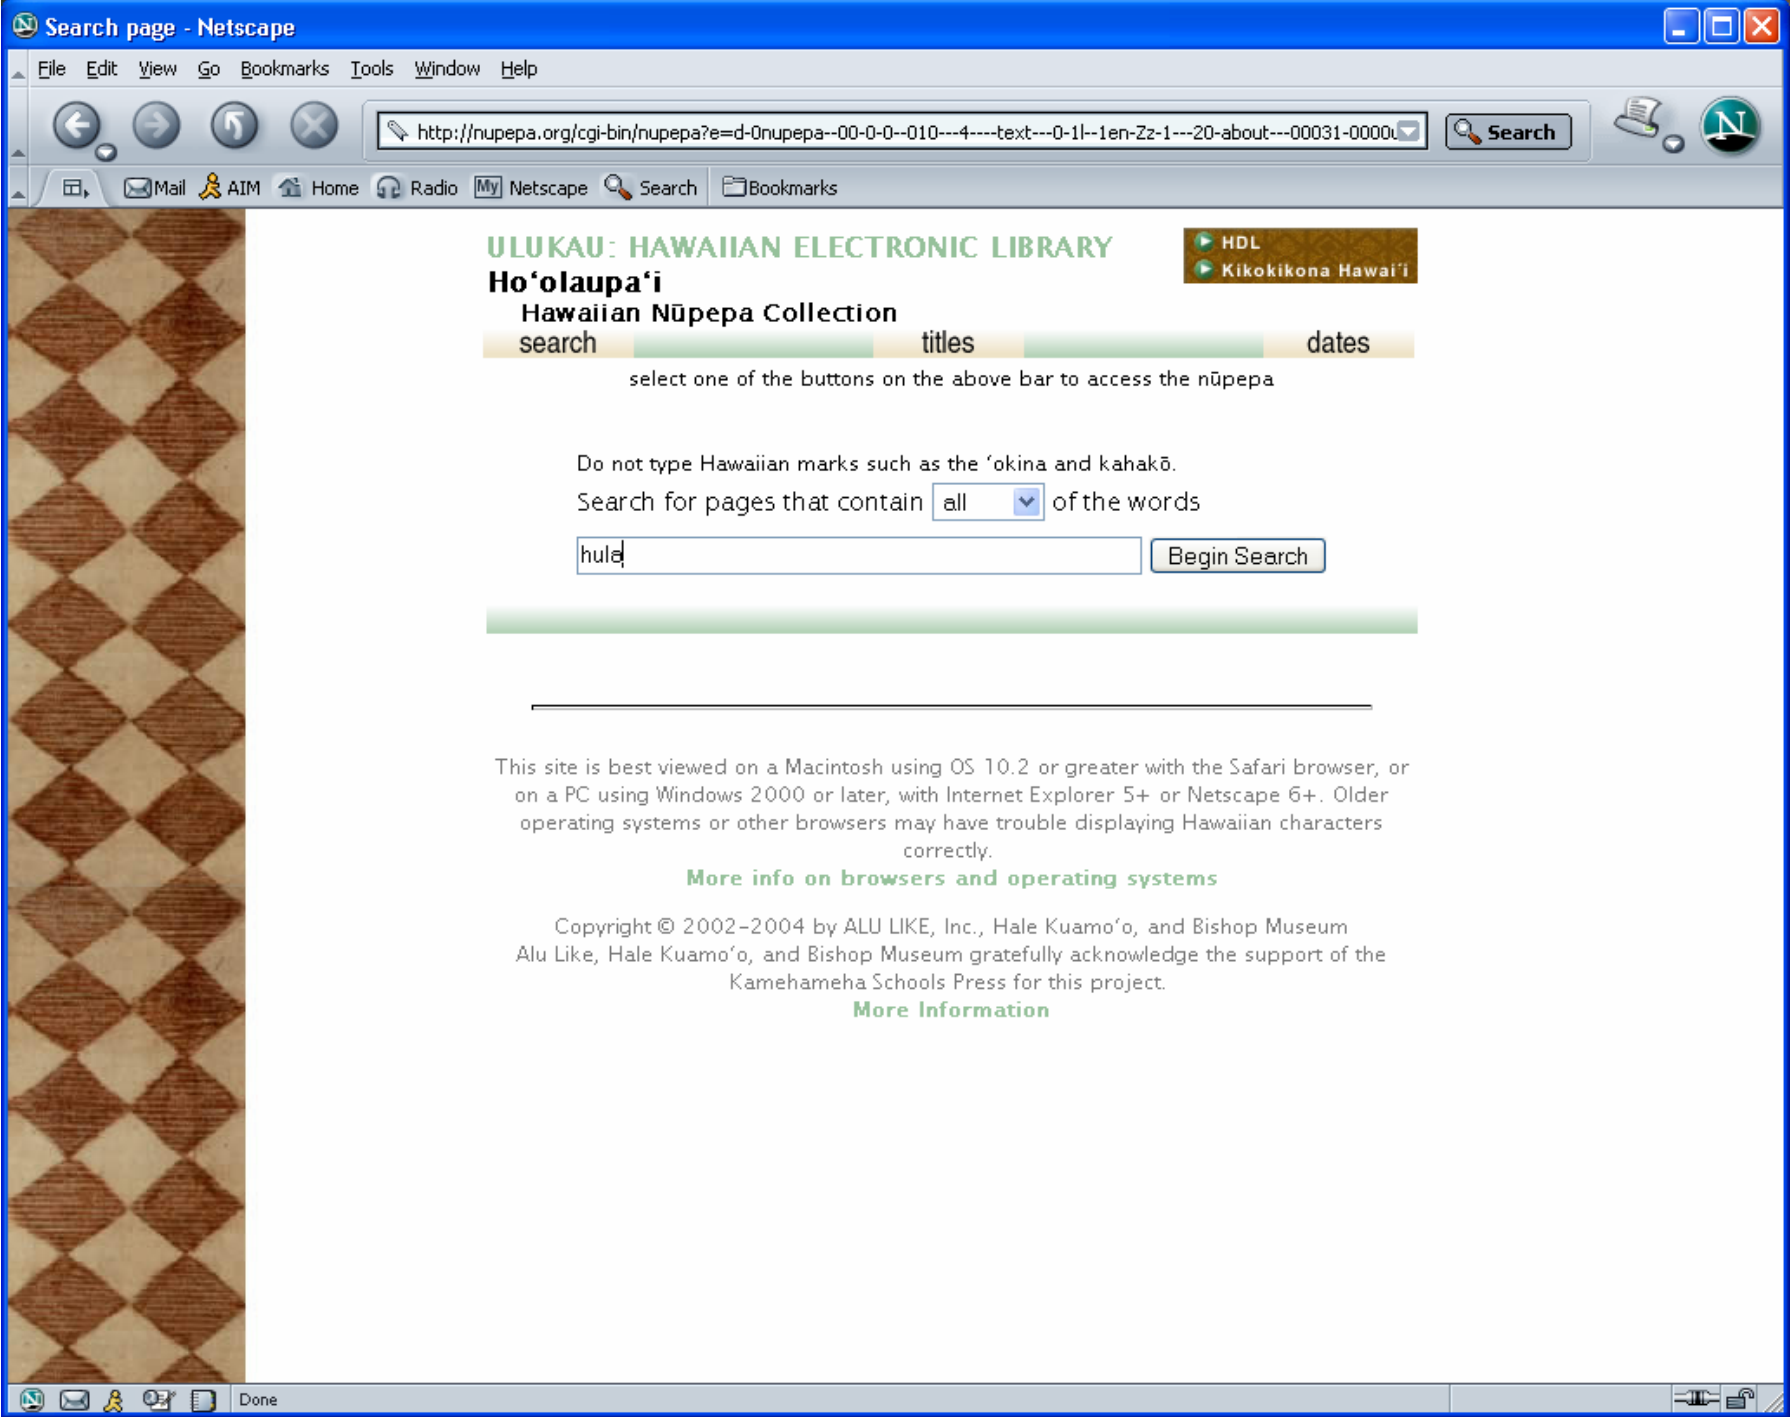 Search page - Netscape
File Edit View Go Bookmarks Tools Window Help
http://nupepa.org/cgi-bin/nupepa?e=d-0nupepa--00-0-0--010---4----text---0-1l--1en-Zz-1---20-about---00031-0000u
Search
Mail AIM Home Radio My Netscape Search Bookmarks
ULUKAU: HAWAIIAN ELECTRONIC LIBRARY
HDL
Kikokikona Hawaiʻi
Hoʻolaupaʻi
Hawaiian Nūpepa Collection
search titles dates
select one of the buttons on the above bar to access the nūpepa
Do not type Hawaiian marks such as the ʻokina and kahakō.
Search for pages that contain all of the words
hula Begin Search
This site is best viewed on a Macintosh using OS 10.2 or greater with the Safari browser, or
on a PC using Windows 2000 or later, with Internet Explorer 5+ or Netscape 6+. Older
operating systems or other browsers may have trouble displaying Hawaiian characters
correctly.
More info on browsers and operating systems
Copyright © 2002-2004 by ALU LIKE, Inc., Hale Kuamoʻo, and Bishop Museum
Alu Like, Hale Kuamoʻo, and Bishop Museum gratefully acknowledge the support of the
Kamehameha Schools Press for this project.
More Information
Done